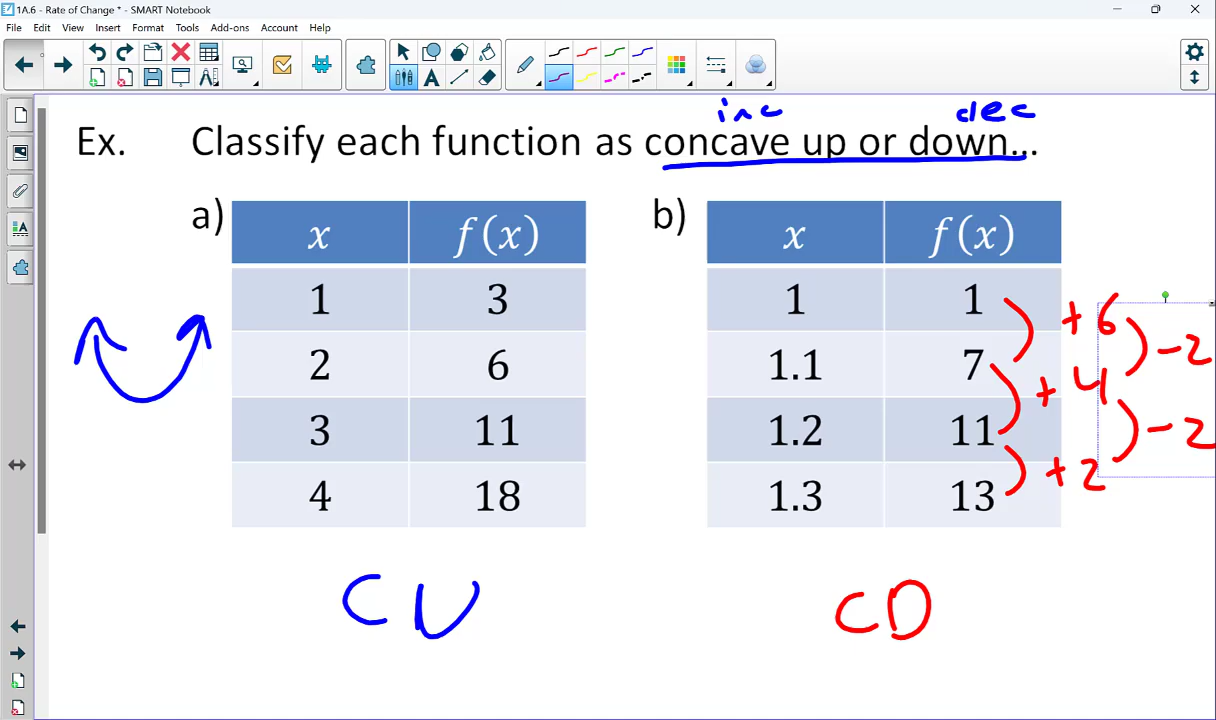 1A.6 - Rate of Change * - SMART Notebook
File Edit View Insert Format Tools Add-ons Account Help
inc dec
Ex. Classify each function as concave up or down...
a)
x f(x)
1 3
2 6
3 11
4 18
CU
b)
x f(x)
1 1
1.1 7
1.2 11
1.3 13
+6
-2
+4
-2
+2
CD